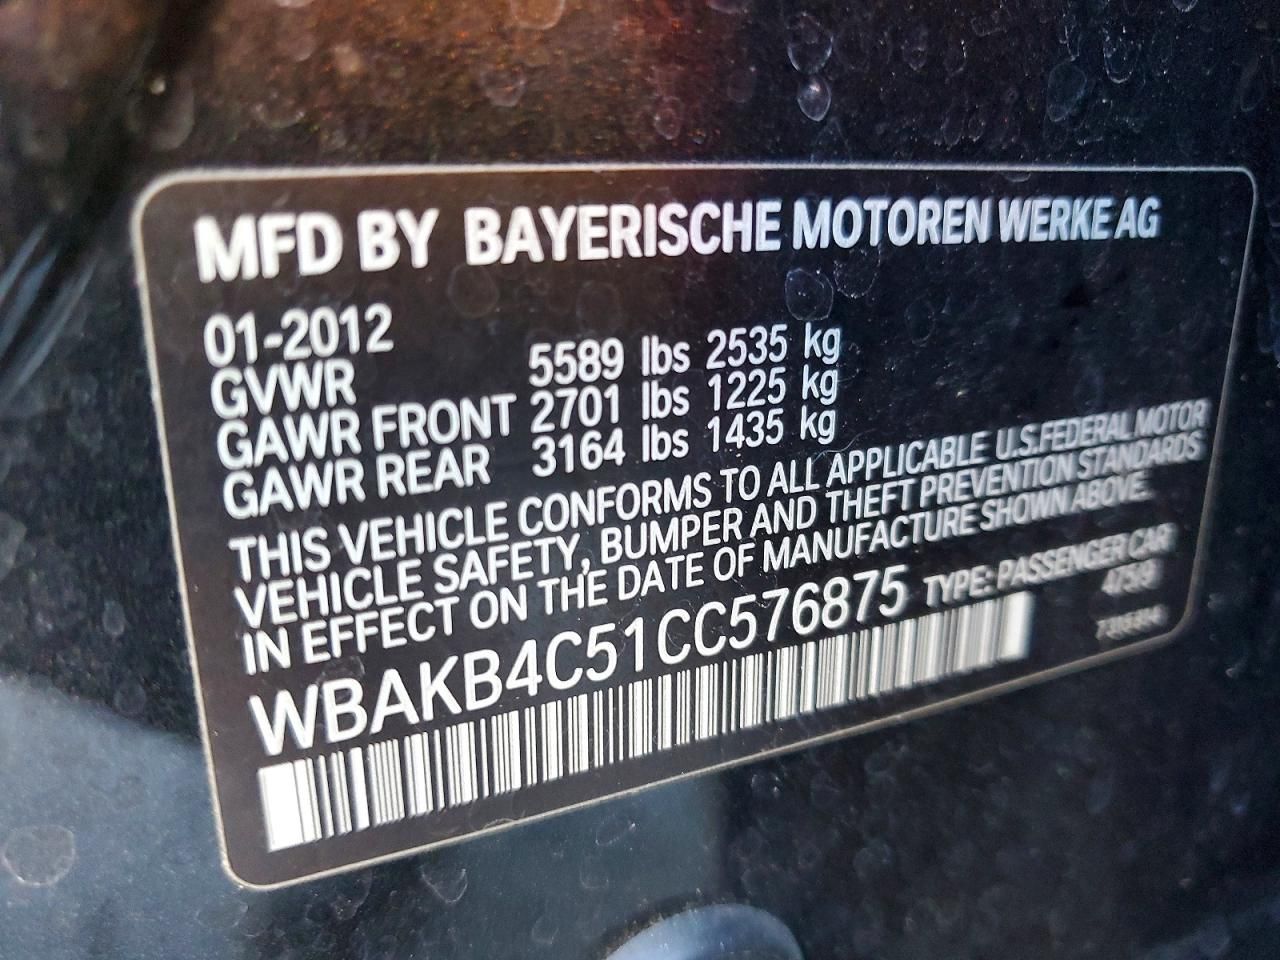 MFD BY BAYERISCHE MOTOREN WERKE AG
01-2012
GVWR 5589 lbs 2535 kg
GAWR FRONT 2701 lbs 1225 kg
GAWR REAR 3164 lbs 1435 kg
THIS VEHICLE CONFORMS TO ALL APPLICABLE U.S.FEDERAL MOTOR
VEHICLE SAFETY, BUMPER AND THEFT PREVENTION STANDARDS
IN EFFECT ON THE DATE OF MANUFACTURE SHOWN ABOVE.
WBAKB4C51CC576875 TYPE: PASSENGER CAR